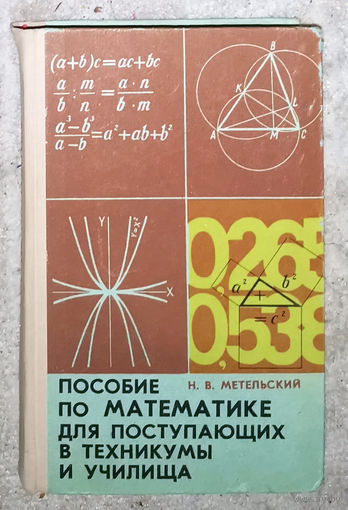 (a+b)c=ac+bc
a/b : m/n = a·n/b·m
a³−b³/a−b = a²+ab+b²
B
K
L
A
M
C
Y
Y=X²
X
0,265
0,538
a² + b²
= c²
Н. В. МЕТЕЛЬСКИЙ
ПОСОБИЕ
ПО МАТЕМАТИКЕ
ДЛЯ ПОСТУПАЮЩИХ
В ТЕХНИКУМЫ
И УЧИЛИЩА